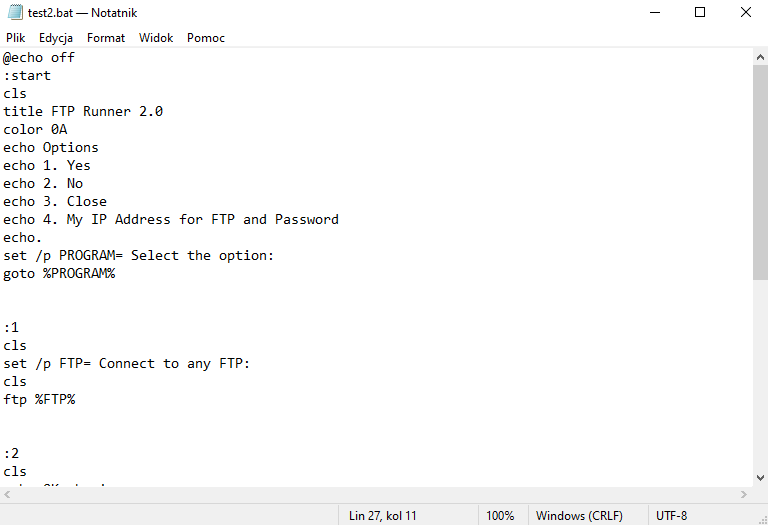 test2.bat — Notatnik
Plik Edycja Format Widok Pomoc
@echo off
:start
cls
title FTP Runner 2.0
color 0A
echo Options
echo 1. Yes
echo 2. No
echo 3. Close
echo 4. My IP Address for FTP and Password
echo.
set /p PROGRAM= Select the option:
goto %PROGRAM%
:1
cls
set /p FTP= Connect to any FTP:
cls
ftp %FTP%
:2
cls
Lin 27, kol 11 100% Windows (CRLF) UTF-8